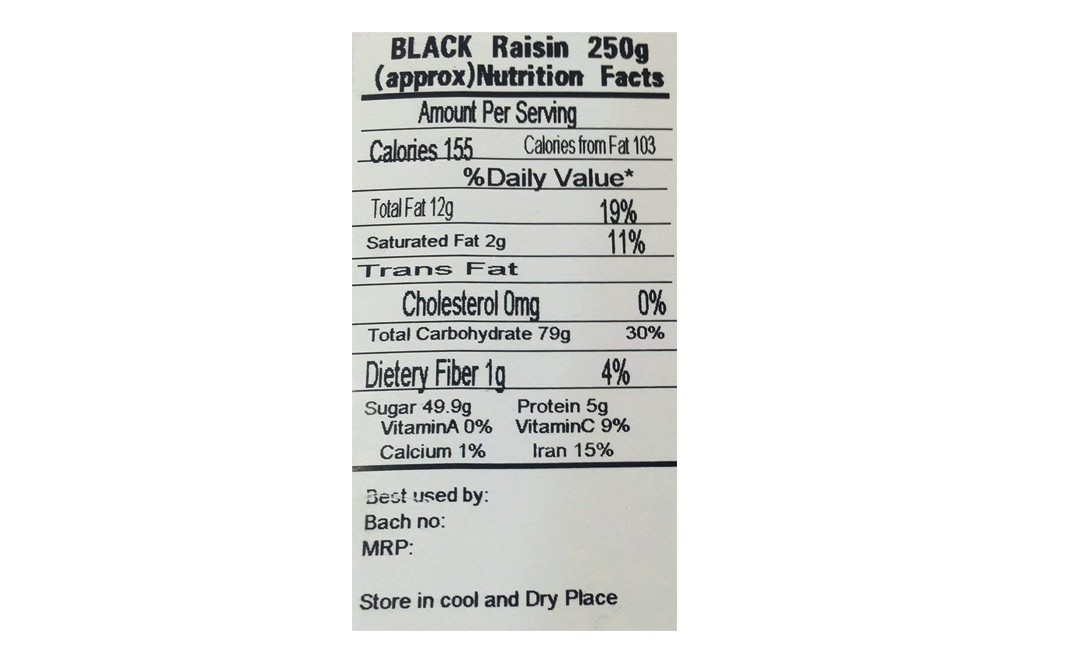 BLACK Raisin 250g
(approx)Nutrition Facts
Amount Per Serving
Calories 155 Calories from Fat 103
%Daily Value*
Total Fat 12g 19%
Saturated Fat 2g 11%
Trans Fat
Cholesterol 0mg 0%
Total Carbohydrate 79g 30%
Dietery Fiber 1g 4%
Sugar 49.9g Protein 5g
VitaminA 0% VitaminC 9%
Calcium 1% Iran 15%
Best used by:
Bach no:
MRP:
Store in cool and Dry Place